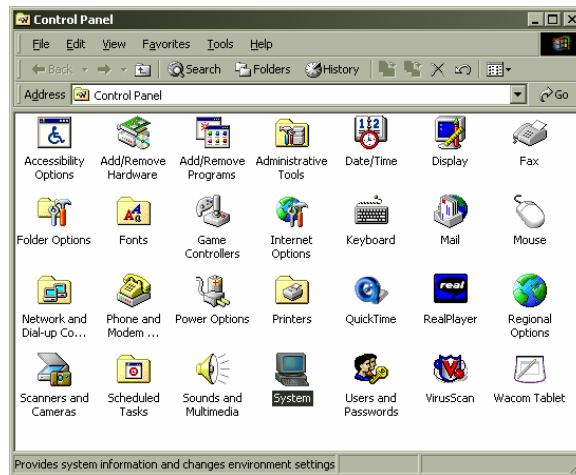 Control Panel
File Edit View Favorites Tools Help
Back Search Folders History
Address Control Panel Go
Accessibility Options
Add/Remove Hardware
Add/Remove Programs
Administrative Tools
Date/Time
Display
Fax
Folder Options
Fonts
Game Controllers
Internet Options
Keyboard
Mail
Mouse
Network and Dial-up Co...
Phone and Modem ...
Power Options
Printers
QuickTime
real
RealPlayer
Regional Options
Scanners and Cameras
Scheduled Tasks
Sounds and Multimedia
System
Users and Passwords
VirusScan
Wacom Tablet
Provides system information and changes environment settings